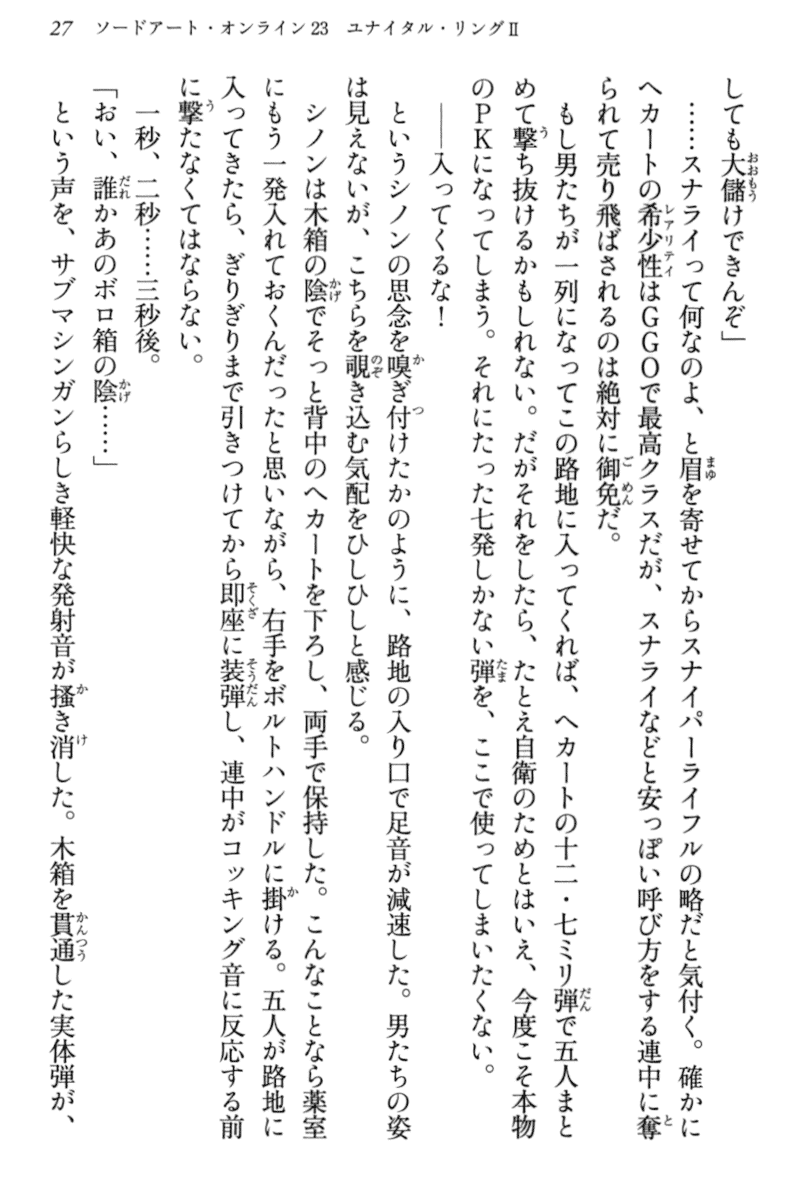 27 ソードアート・オンライン23 ユナイタル・リングⅡ
しても大儲けできんぞ」
……スナライって何なのよ、と眉を寄せてからスナイパーライフルの略だと気付く。確かに
ヘカートの希少性はGGOで最高クラスだが、スナライなどと安っぽい呼び方をする連中に奪
られて売り飛ばされるのは絶対に御免だ。
もし男たちが一列になってこの路地に入ってくれば、ヘカートの十二・七ミリ弾で五人まと
めて撃ち抜けるかもしれない。だがそれをしたら、たとえ自衛のためとはいえ、今度こそ本物
のPKになってしまう。それにたった七発しかない弾を、ここで使ってしまいたくない。
――入ってくるな！
というシノンの思念を嗅ぎ付けたかのように、路地の入り口で足音が減速した。男たちの姿
は見えないが、こちらを覗き込む気配をひしひしと感じる。
シノンは木箱の陰でそっと背中のヘカートを下ろし、両手で保持した。こんなことなら薬室
にもう一発入れておくんだったと思いながら、右手をボルトハンドルに掛ける。五人が路地に
入ってきたら、ぎりぎりまで引きつけてから即座に装弾し、連中がコッキング音に反応する前
に撃たなくてはならない。
一秒、二秒……三秒後。
「おい、誰かあのボロ箱の陰……」
という声を、サブマシンガンらしき軽快な発射音が掻き消した。木箱を貫通した実体弾が、